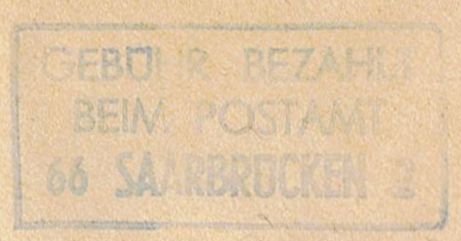 GEBÜHR BEZAHLT
BEIM POSTAMT
66 SAARBRÜCKEN 2